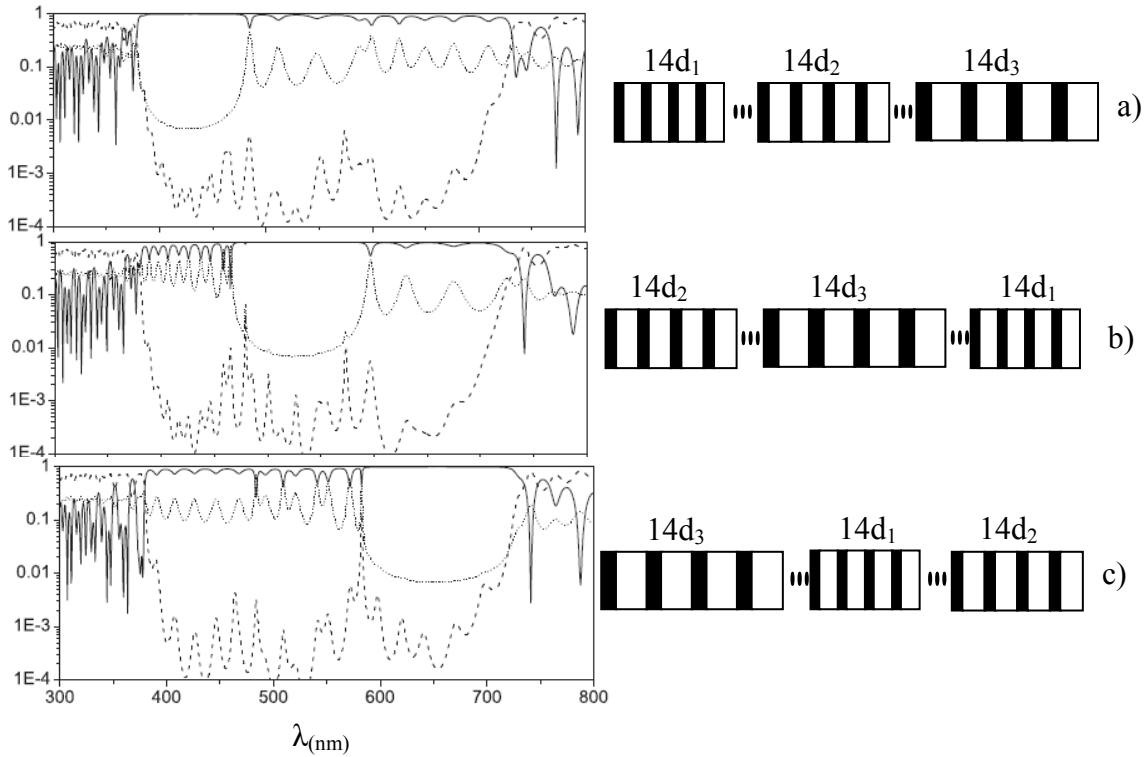 1
0.1
0.01
1E-3
1E-4
14d₁ 14d₂ 14d₃
a)
1
0.1
0.01
1E-3
1E-4
14d₂ 14d₃ 14d₁
b)
1
0.1
0.01
1E-3
1E-4
14d₃ 14d₁ 14d₂
c)
300 400 500 600 700 800
λ(nm)